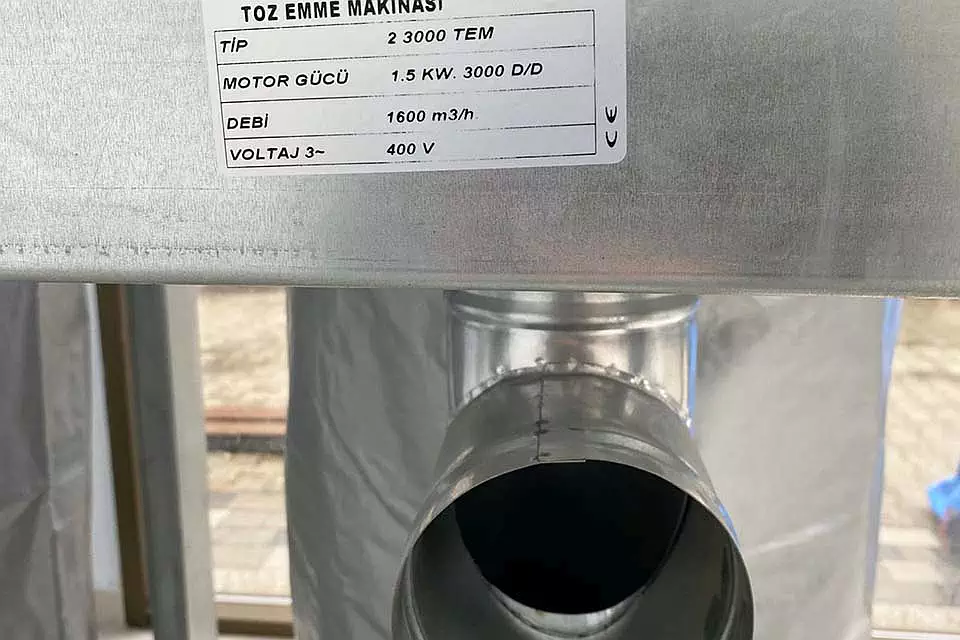 TOZ EMME MAKİNASI
TİP 2 3000 TEM
MOTOR GÜCÜ 1.5 KW. 3000 D/D
DEBİ 1600 m3/h
VOLTAJ 3~ 400 V
CE